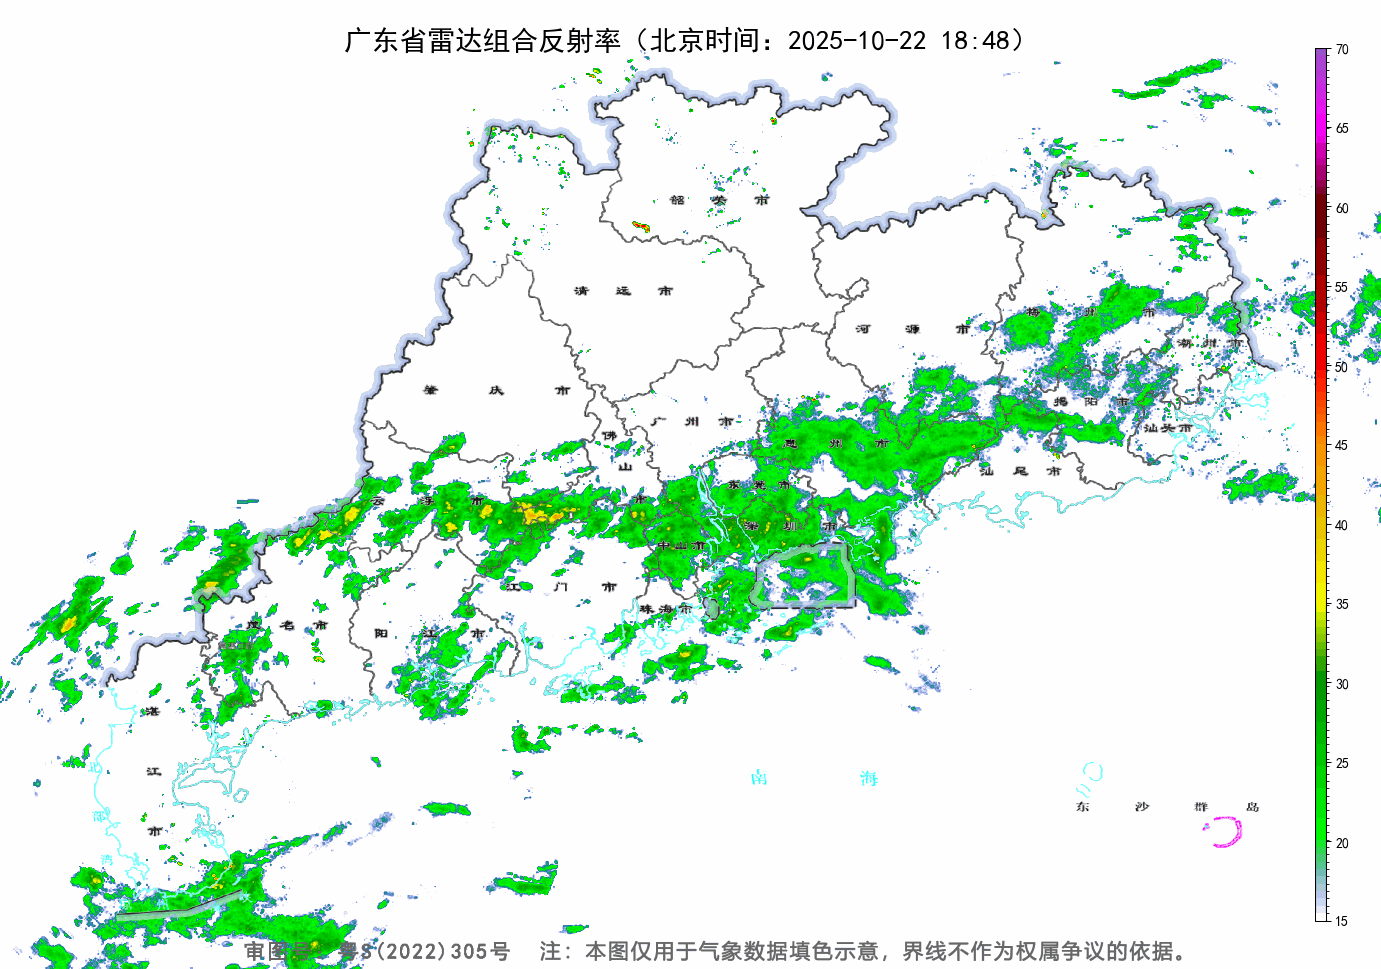 广东省雷达组合反射率（北京时间：2025-10-22 18:48）
70
65
60
55
50
45
40
35
30
25
20
15
韶 关 市
清 远 市
河 源 市
梅 州 市
潮 州 市
肇 庆 市
广 州 市
佛 山 市
惠 州 市
揭 阳 市
汕头市
汕 尾 市
东 莞 市
云 浮 市
深 圳 市
中山市
江 门 市
珠海市
茂 名 市
阳 江 市
湛 江 市
北 部 湾
南 海
东 沙 群 岛
审图号：粤S(2022)305号 注：本图仅用于气象数据填色示意，界线不作为权属争议的依据。